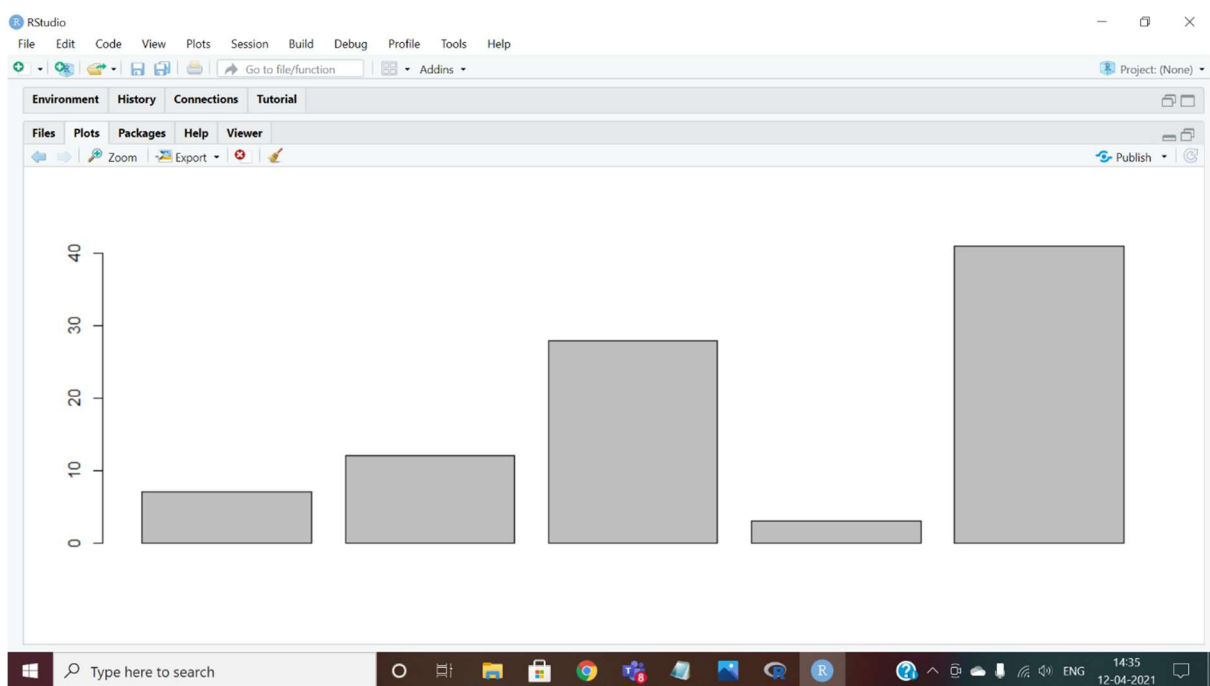 RStudio
File Edit Code View Plots Session Build Debug Profile Tools Help
Go to file/function Addins Project: (None)
Environment History Connections Tutorial
Files Plots Packages Help Viewer
Zoom Export Publish
40
30
20
10
0
Type here to search
8
ENG
14:35
12-04-2021